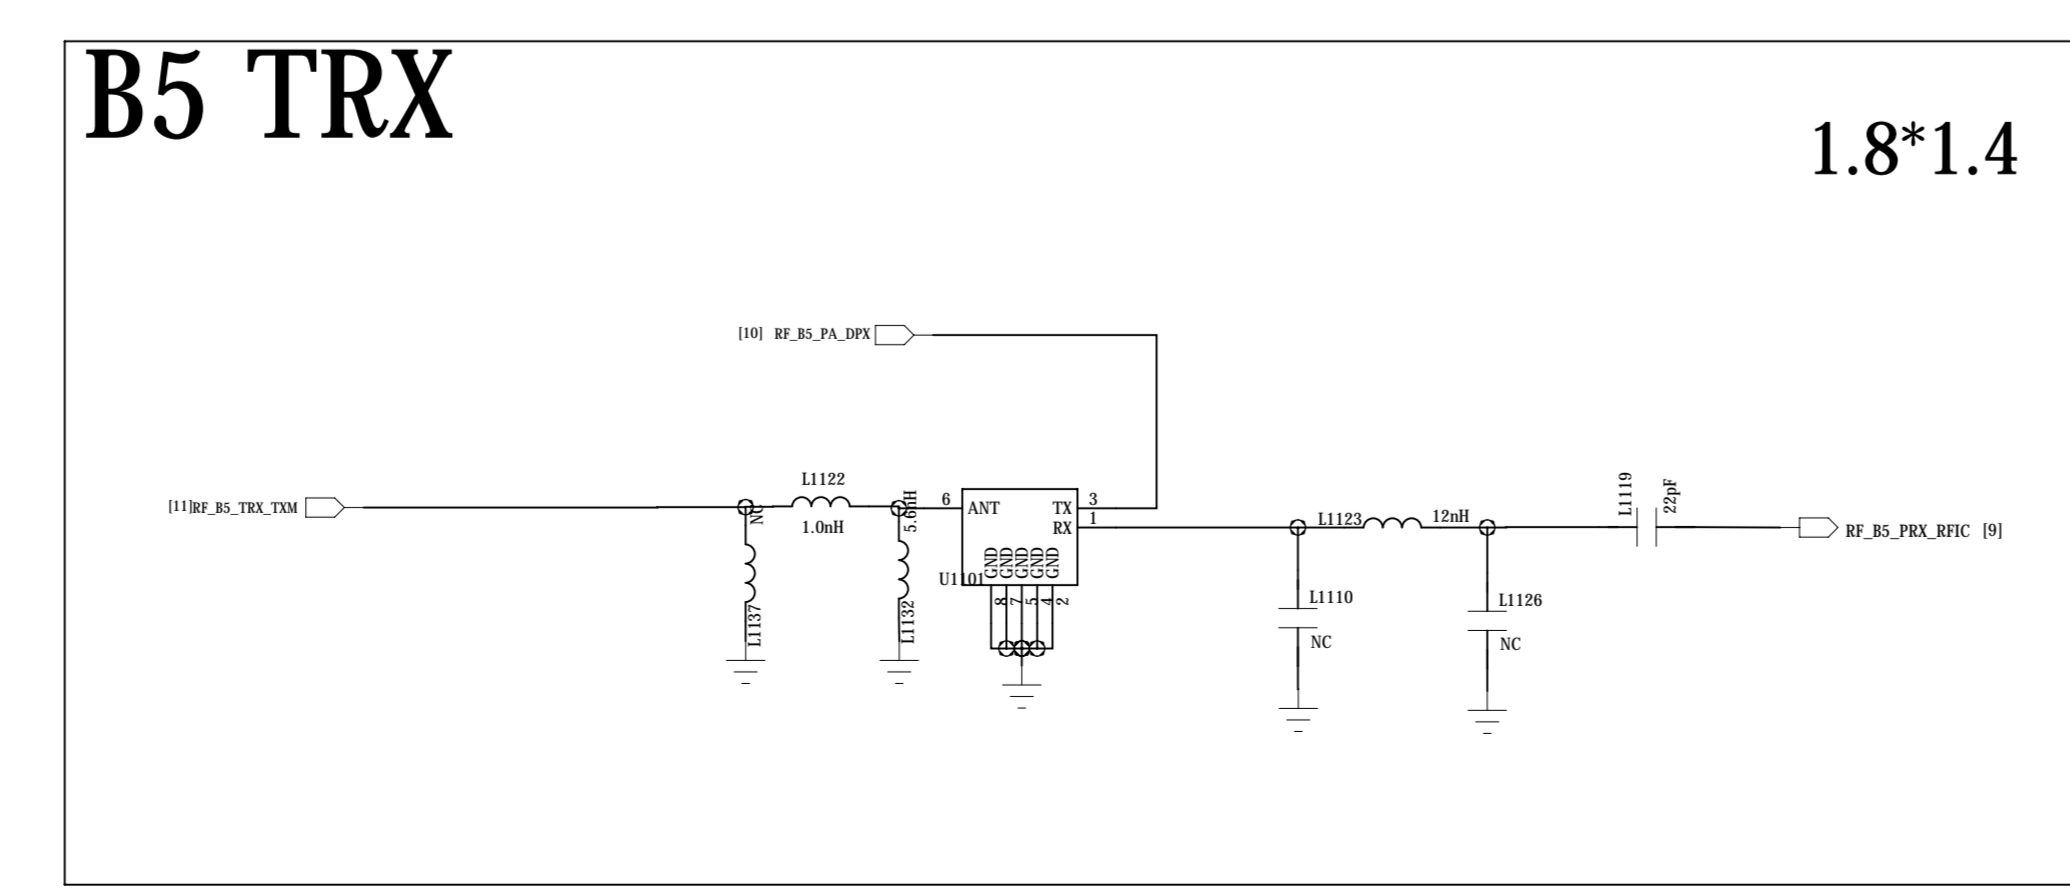 B5 TRX
1.8*1.4
[10] RF_B5_PA_DPX
[11]RF_B5_TRX_TXM
NC
L1137
L1122
1.0nH
5.6nH
L1132
6
ANT
TX
3
RX
1
GND
GND
GND
GND
GND
U1101
8
7
5
4
2
L1123
12nH
L1110
NC
L1126
NC
L1119
22pF
RF_B5_PRX_RFIC [9]